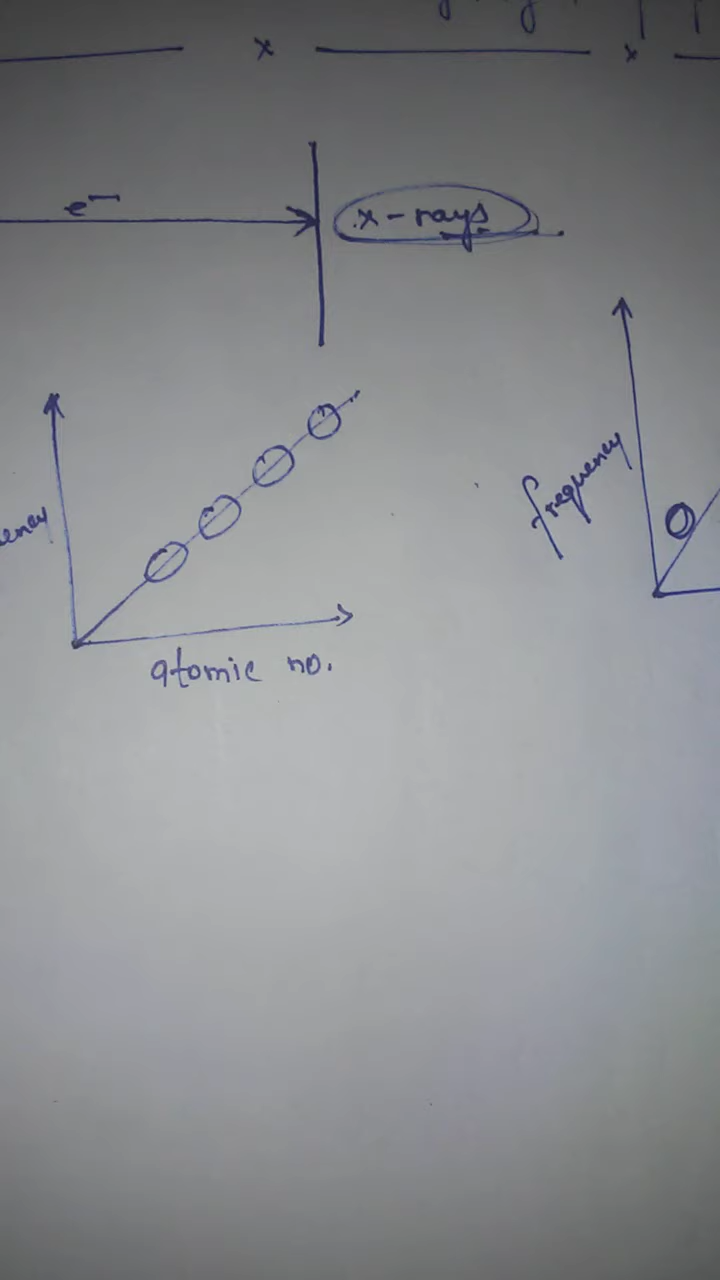 x x
e⁻ x-rays
frequency
atomic no.